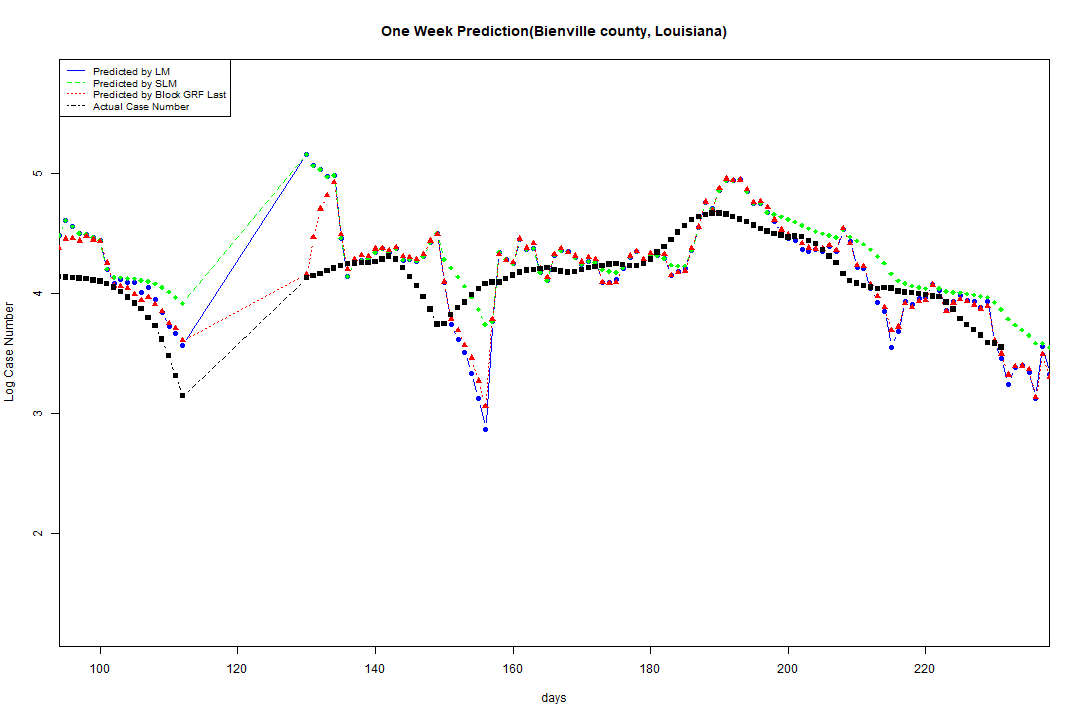 One Week Prediction(Bienville county, Louisiana)
Predicted by LM
Predicted by SLM
Predicted by Block GRF Last
Actual Case Number
5
4
3
2
Log Case Number
100 120 140 160 180 200 220
days